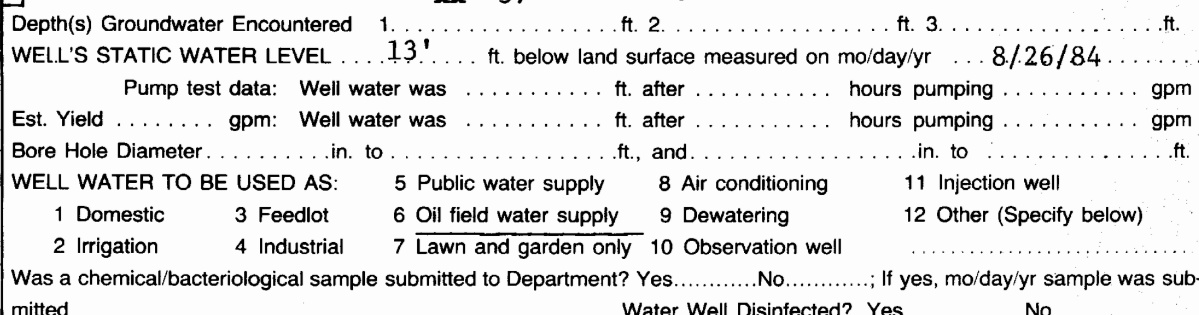 Depth(s) Groundwater Encountered 1. . . . . . . . . . . . . . . . . . . .ft. 2. . . . . . . . . . . . . . . . . . . . .ft. 3. . . . . . . . . . . . . . . . . . . .ft.
WELL'S STATIC WATER LEVEL . . . .13' . . . . ft. below land surface measured on mo/day/yr . . . 8/26/84 . . . . . . . .
Pump test data: Well water was . . . . . . . . . . . ft. after . . . . . . . . . . . hours pumping . . . . . . . . . . . gpm
Est. Yield . . . . . . . . gpm: Well water was . . . . . . . . . . . ft. after . . . . . . . . . . . hours pumping . . . . . . . . . . . gpm
Bore Hole Diameter. . . . . . . . . .in. to . . . . . . . . . . . . . . . . . .ft., and. . . . . . . . . . . . . . . . . .in. to . . . . . . . . . . . . . . .ft.
WELL WATER TO BE USED AS: 5 Public water supply 8 Air conditioning 11 Injection well
1 Domestic 3 Feedlot 6 Oil field water supply 9 Dewatering 12 Other (Specify below)
2 Irrigation 4 Industrial 7 Lawn and garden only 10 Observation well . . . . . . . . . . . . . . . . . . . . . . . . .
Was a chemical/bacteriological sample submitted to Department? Yes............No............; If yes, mo/day/yr sample was sub-
mitted Water Well Disinfected? Yes No